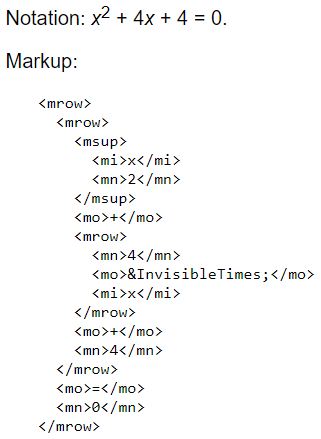 Notation: x² + 4x + 4 = 0.
Markup:
<mrow>
<mrow>
<msup>
<mi>x</mi>
<mn>2</mn>
</msup>
<mo>+</mo>
<mrow>
<mn>4</mn>
<mo>&InvisibleTimes;</mo>
<mi>x</mi>
</mrow>
<mo>+</mo>
<mn>4</mn>
</mrow>
<mo>=</mo>
<mn>0</mn>
</mrow>